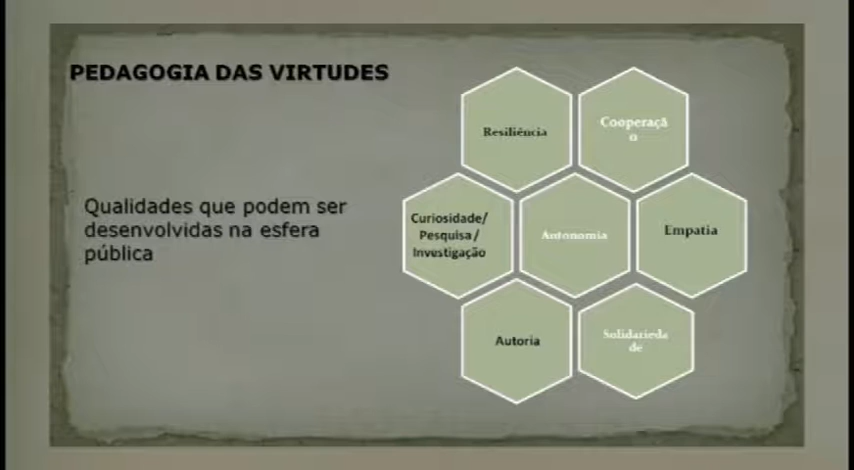 PEDAGOGIA DAS VIRTUDES
Qualidades que podem ser
desenvolvidas na esfera
pública
Resiliência
Cooperaçã
o
Curiosidade/
Pesquisa/
Investigação
Autonomia
Empatia
Autoria
Solidarieda
de